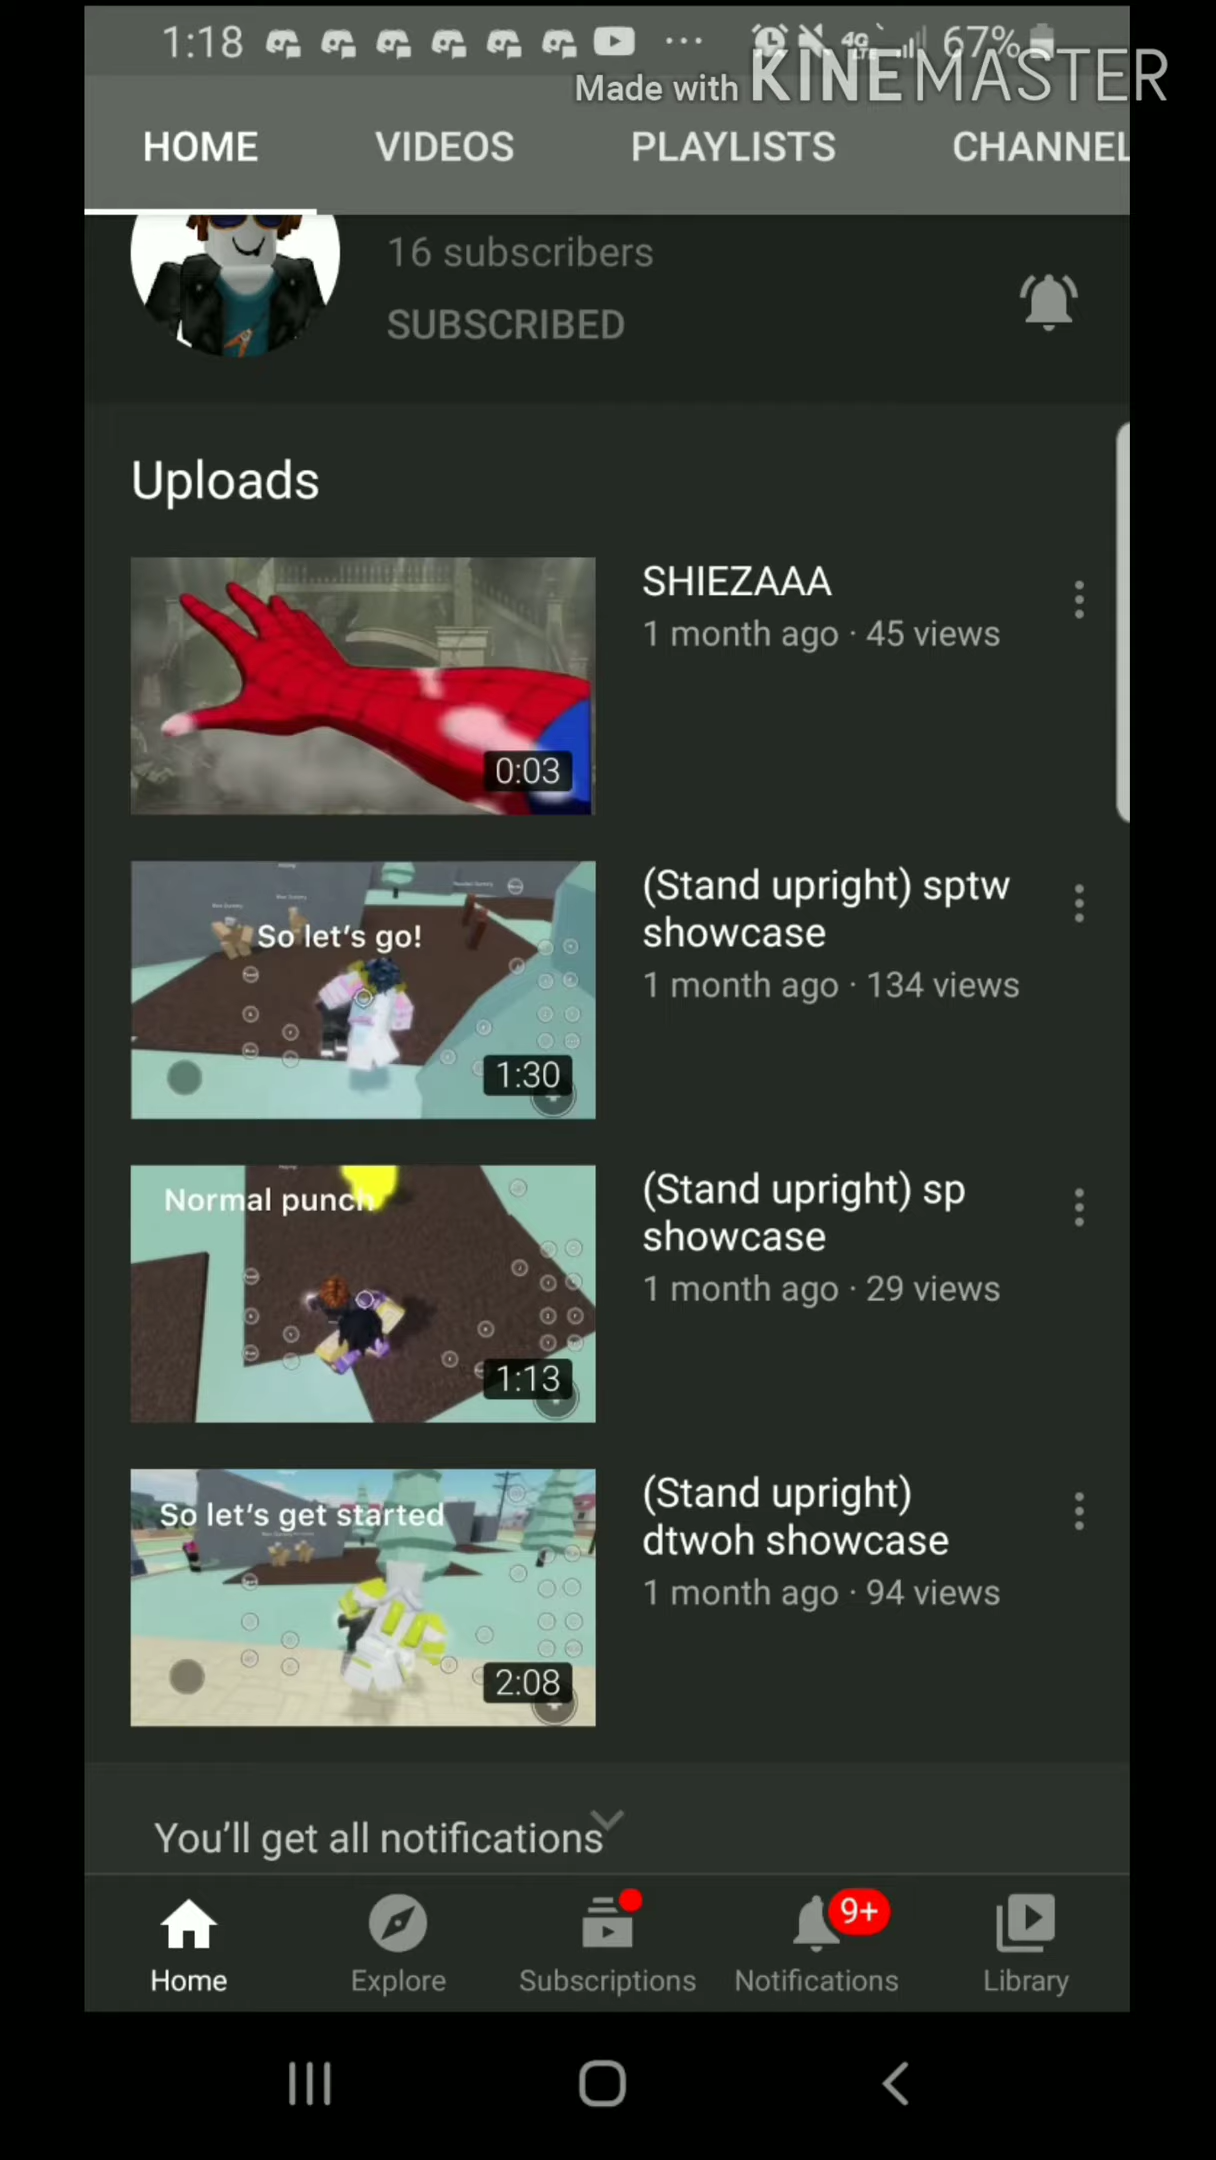 1:18
67%
Made with KINEMASTER
HOME VIDEOS PLAYLISTS CHANNEL
16 subscribers
SUBSCRIBED
Uploads
SHIEZAAA
1 month ago · 45 views
0:03
(Stand upright) sptw
showcase
1 month ago · 134 views
So let's go!
1:30
(Stand upright) sp
showcase
1 month ago · 29 views
Normal punch
1:13
(Stand upright)
dtwoh showcase
1 month ago · 94 views
So let's get started
2:08
You'll get all notifications
9+
Home Explore Subscriptions Notifications Library